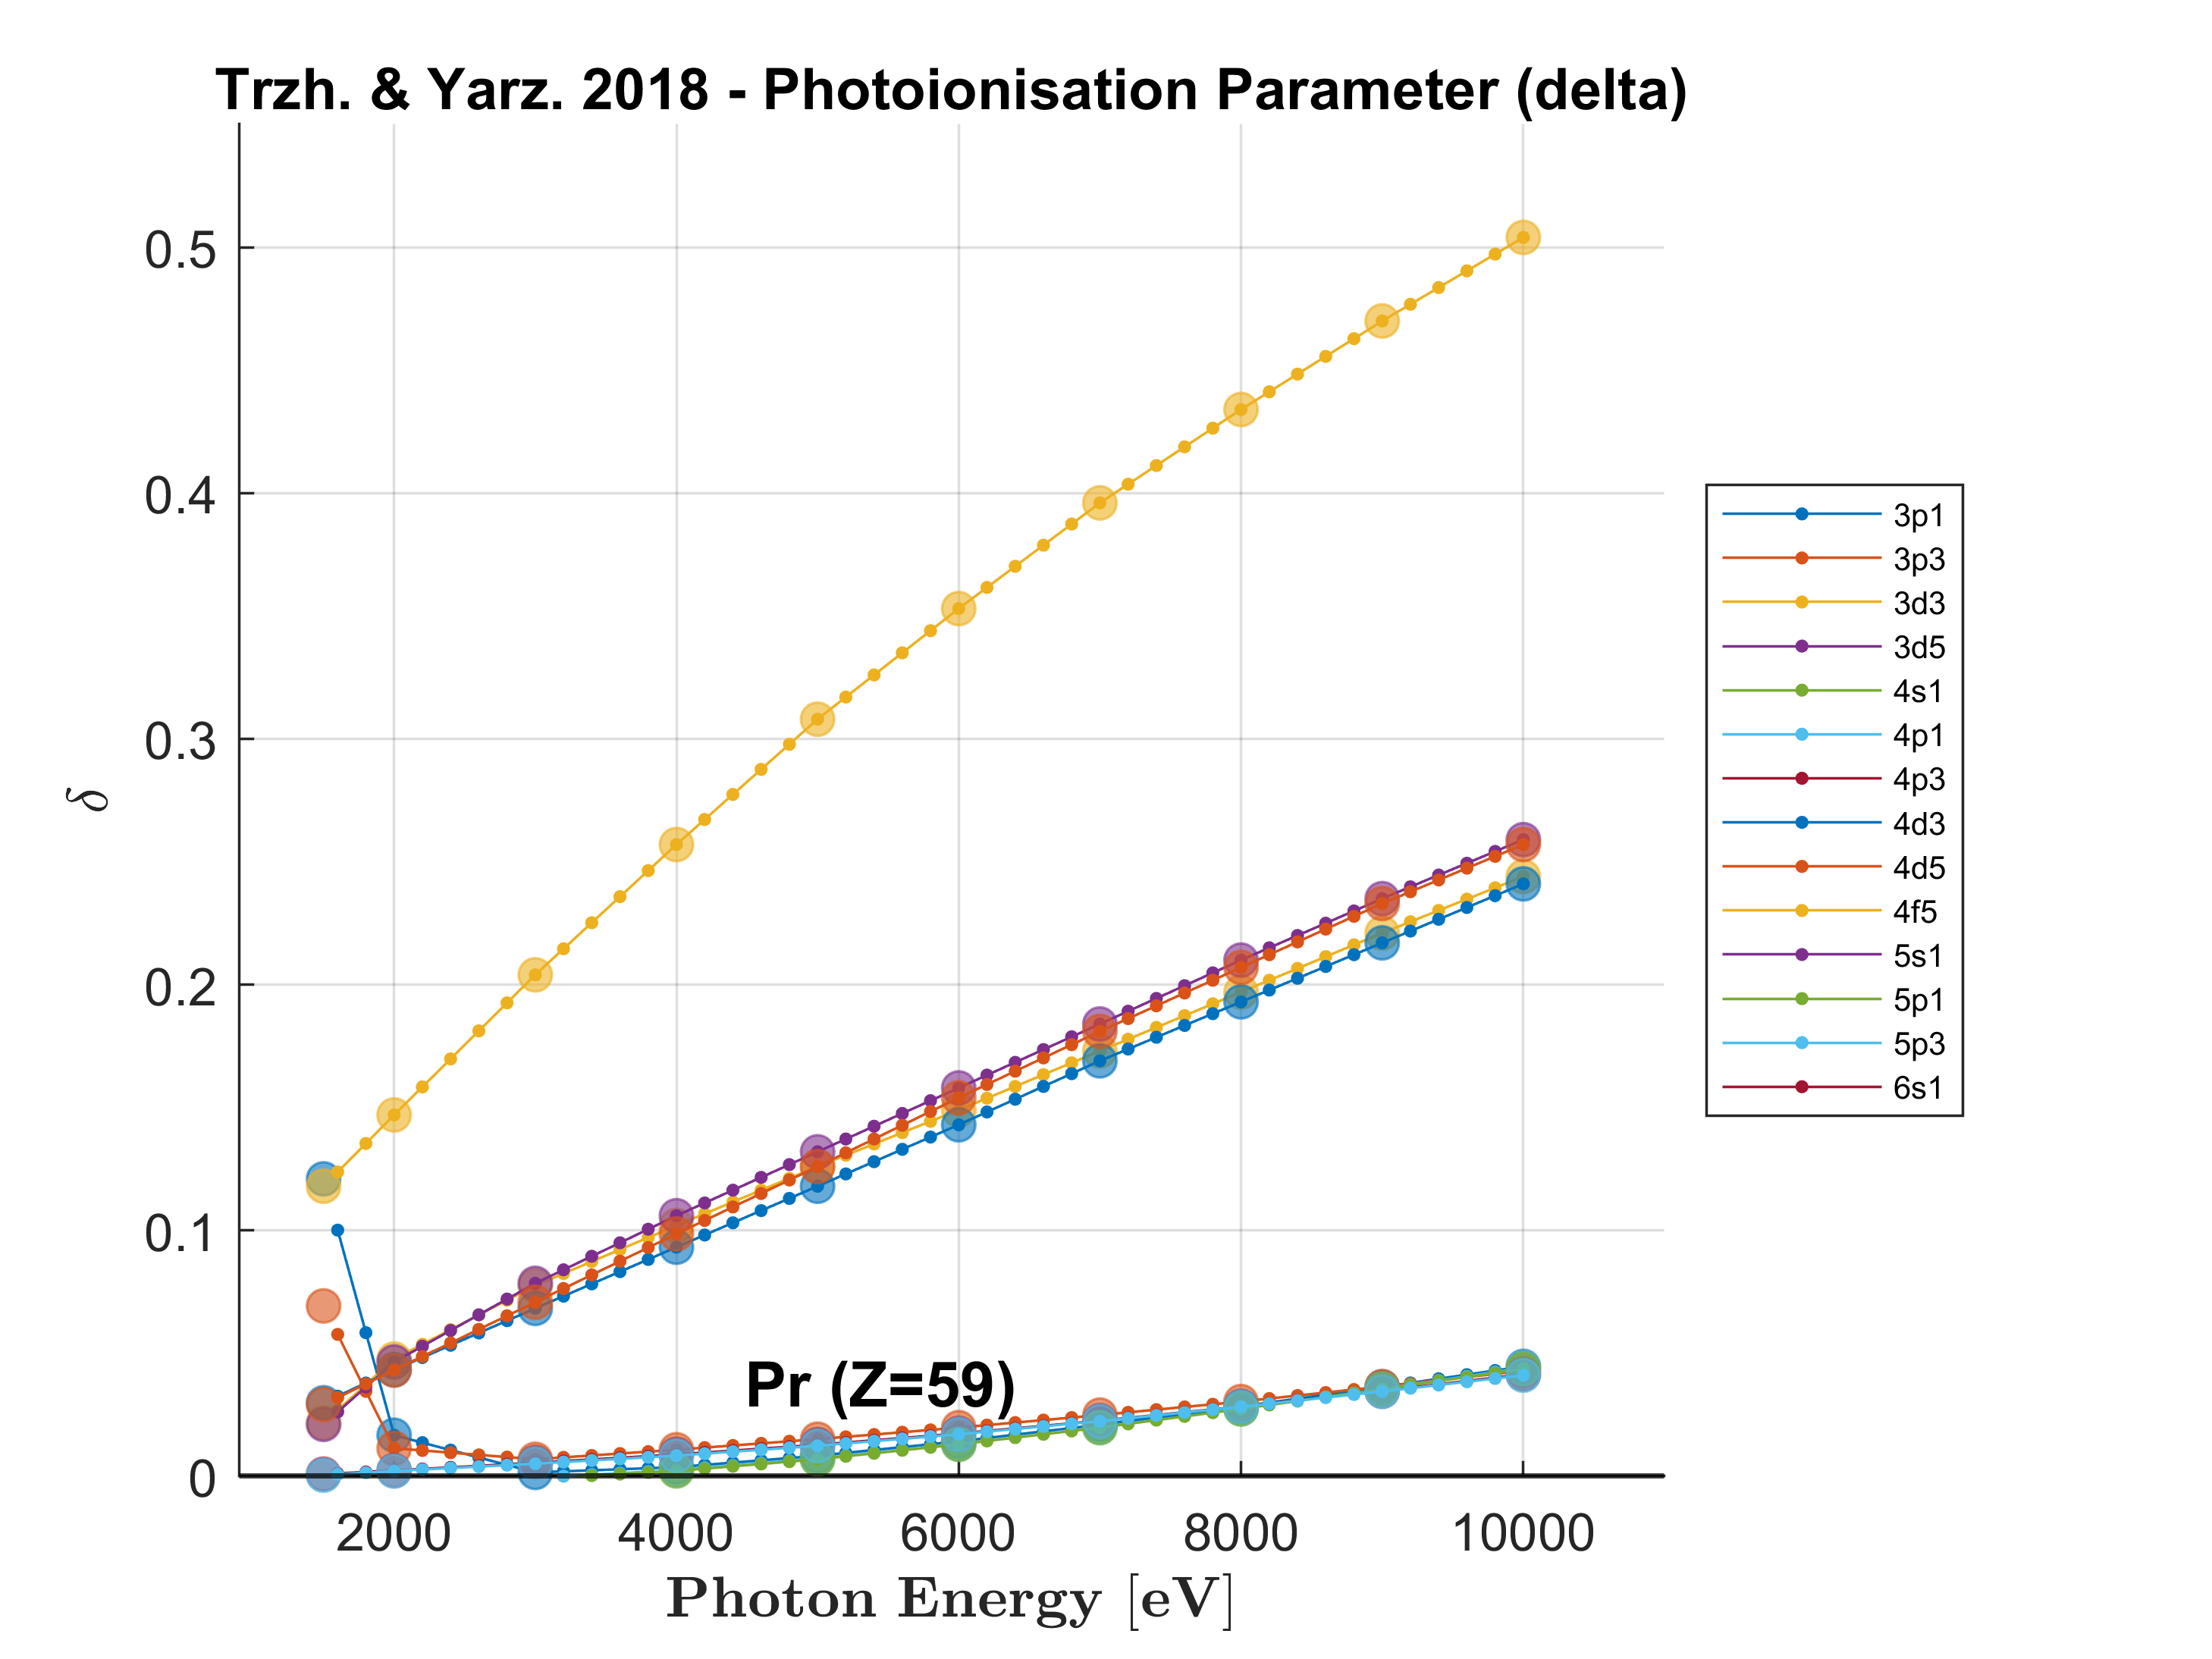 Trzh. & Yarz. 2018 - Photoionisation Parameter (delta)
0.5
0.4
0.3
0.2
0.1
0
δ
Pr (Z=59)
2000 4000 6000 8000 10000
Photon Energy [eV]
3p1
3p3
3d3
3d5
4s1
4p1
4p3
4d3
4d5
4f5
5s1
5p1
5p3
6s1